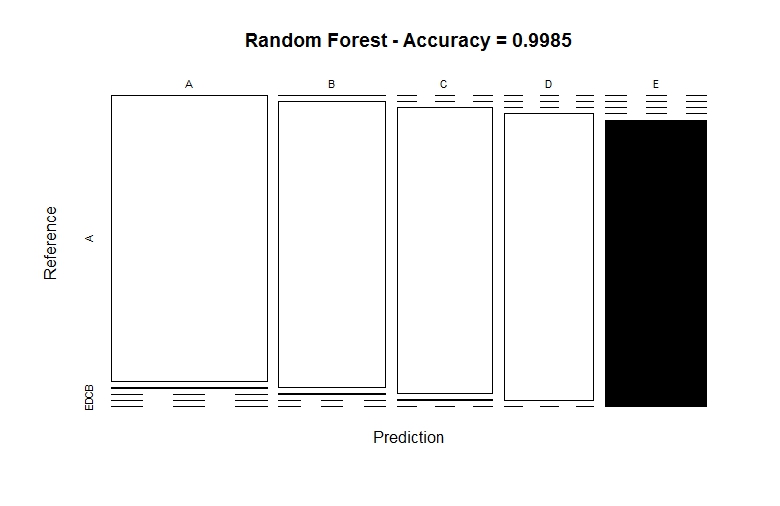 Random Forest - Accuracy = 0.9985
A B C D E
Reference
A
EDCB
Prediction